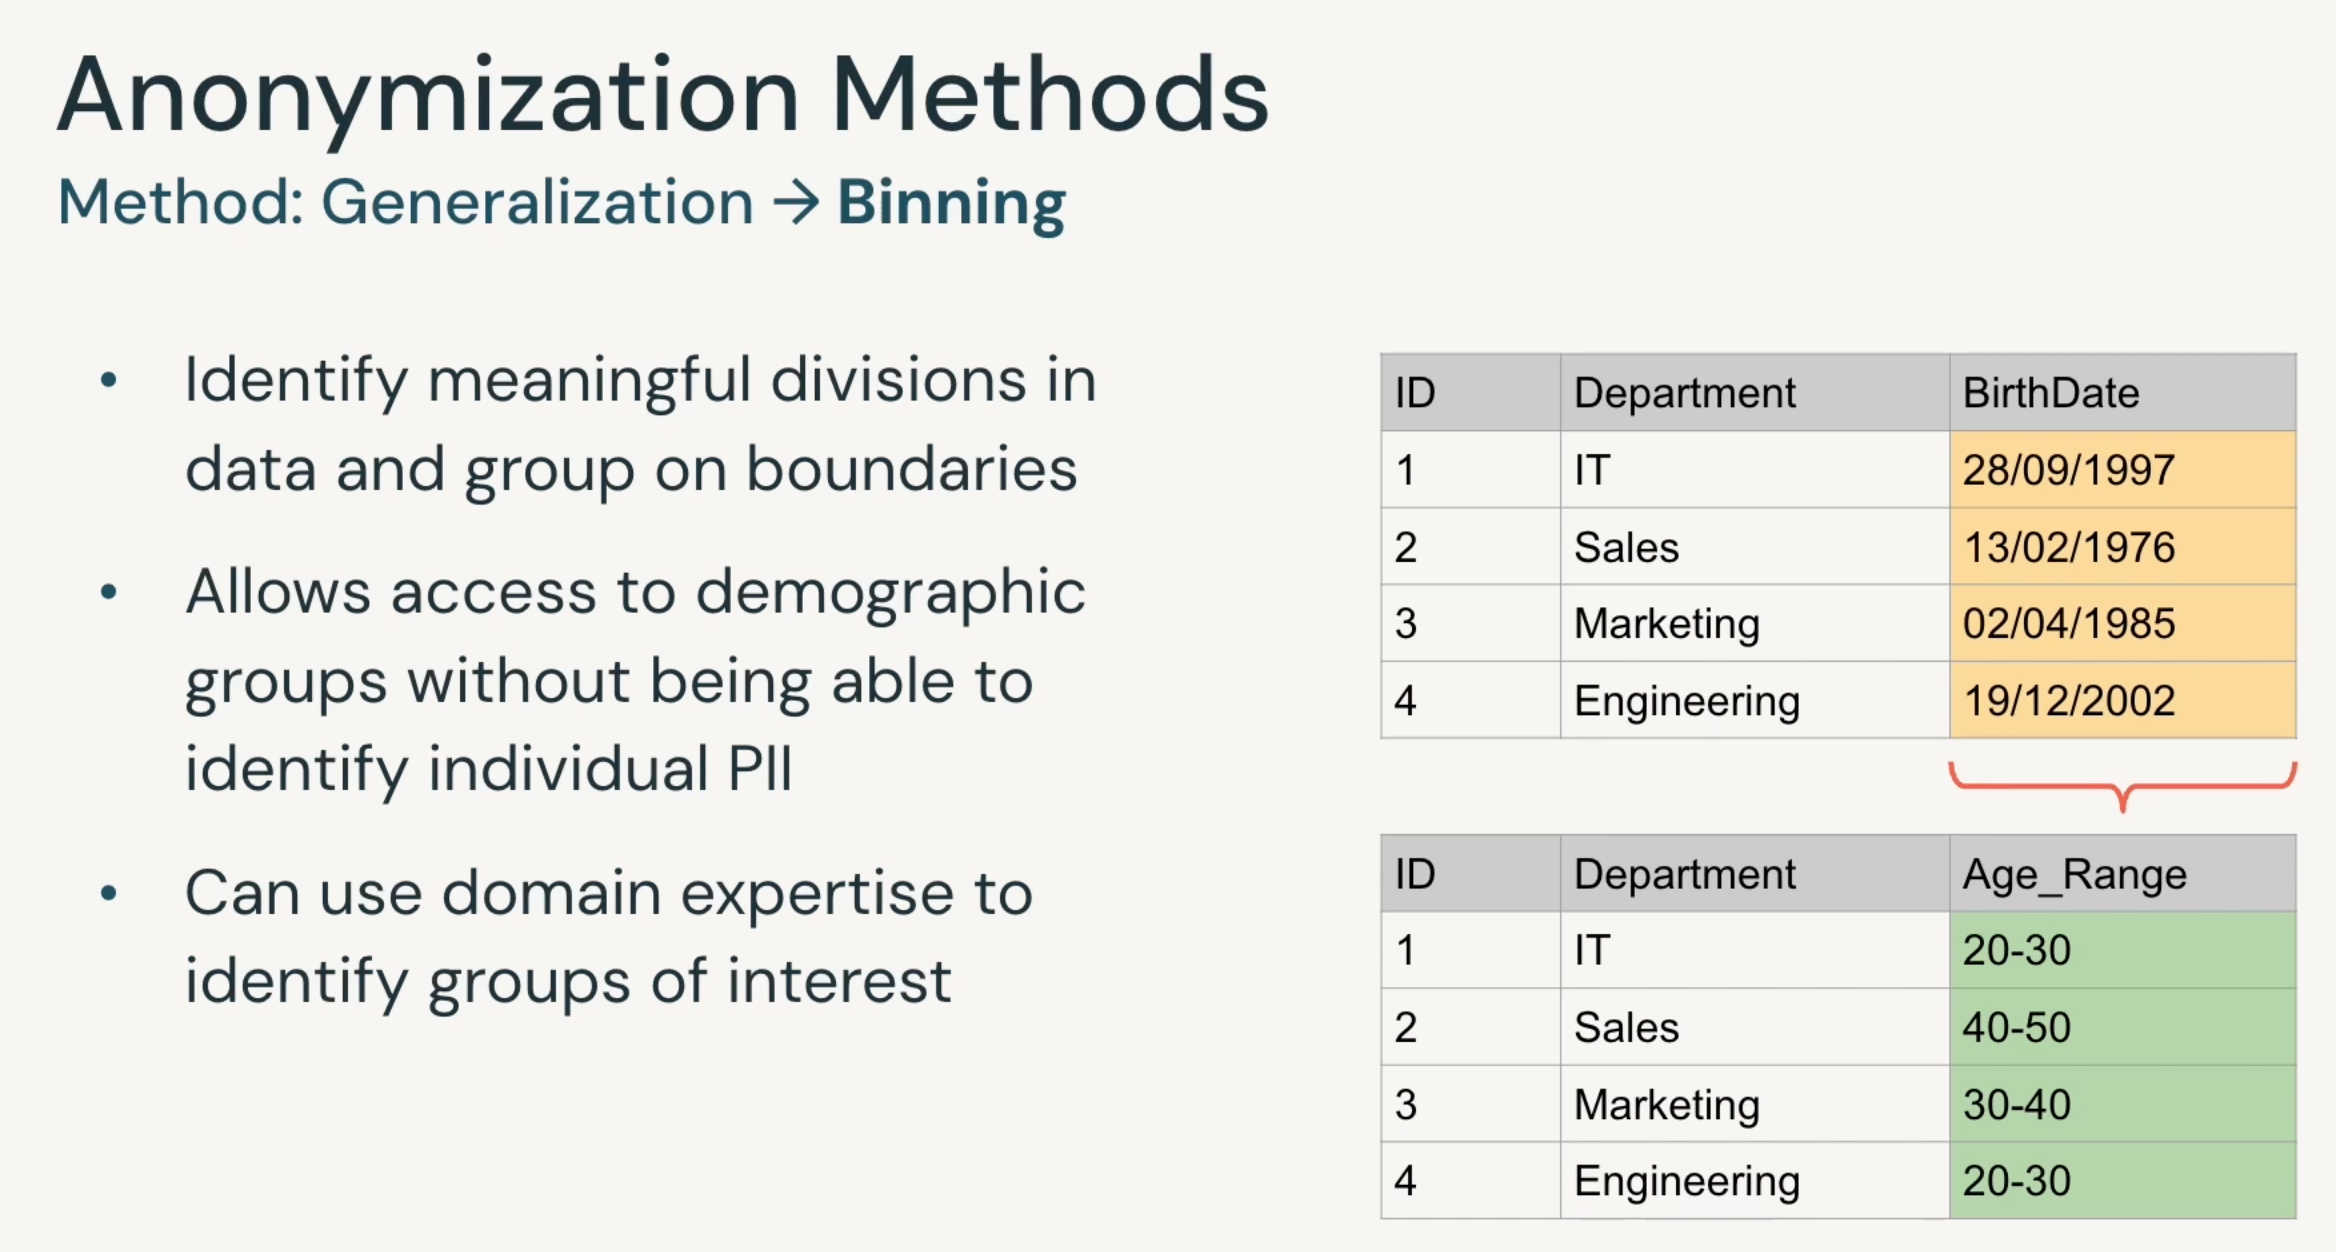 Anonymization Methods
Method: Generalization → Binning
• Identify meaningful divisions in
data and group on boundaries
• Allows access to demographic
groups without being able to
identify individual PII
• Can use domain expertise to
identify groups of interest
ID Department BirthDate
1 IT 28/09/1997
2 Sales 13/02/1976
3 Marketing 02/04/1985
4 Engineering 19/12/2002
ID Department Age_Range
1 IT 20-30
2 Sales 40-50
3 Marketing 30-40
4 Engineering 20-30